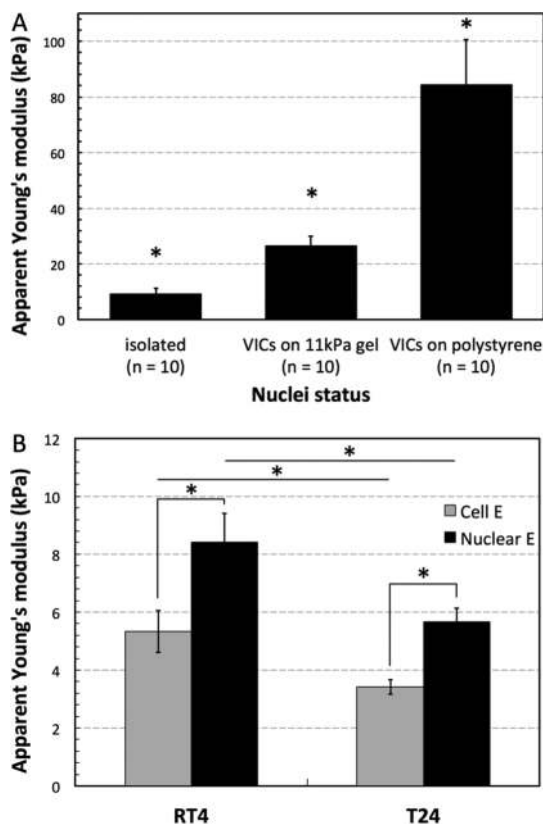 A
Apparent Young's modulus (kPa)
100
80
60
40
20
0
*
*
*
isolated
(n = 10)
VICs on 11kPa gel
(n = 10)
VICs on polystyrene
(n = 10)
Nuclei status
B
Apparent Young's modulus (kPa)
12
10
8
6
4
2
0
*
*
*
*
Cell E
Nuclear E
RT4
T24